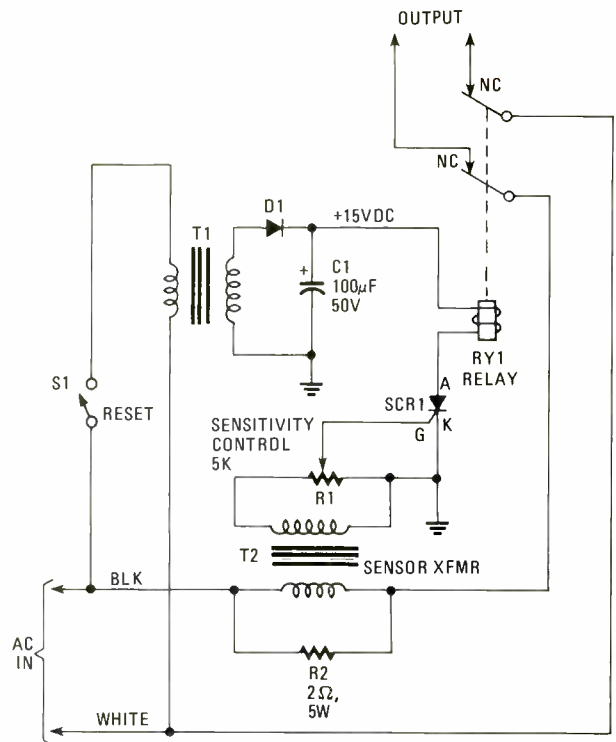 OUTPUT
NC
NC
D1
+15VDC
T1
+
C1
100µF
50V
RY1
RELAY
S1
RESET
A
SCR1
G
K
SENSITIVITY
CONTROL
5K
R1
T2
SENSOR XFMR
BLK
AC
IN
R2
2Ω,
5W
WHITE